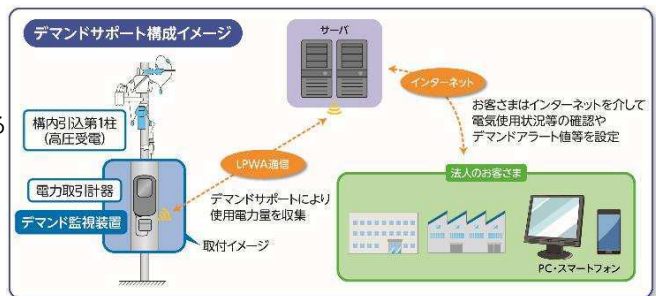 デマンドサポート構成イメージ
サーバ
インターネット
お客さまはインターネットを介して
電気使用状況等の確認や
デマンドアラート値等を設定
構内引込第1柱
(高圧受電)
LPWA通信
電力取引計器
デマンド監視装置
デマンドサポートにより
使用電力量を収集
取付イメージ
法人のお客さま
PC・スマートフォン
る